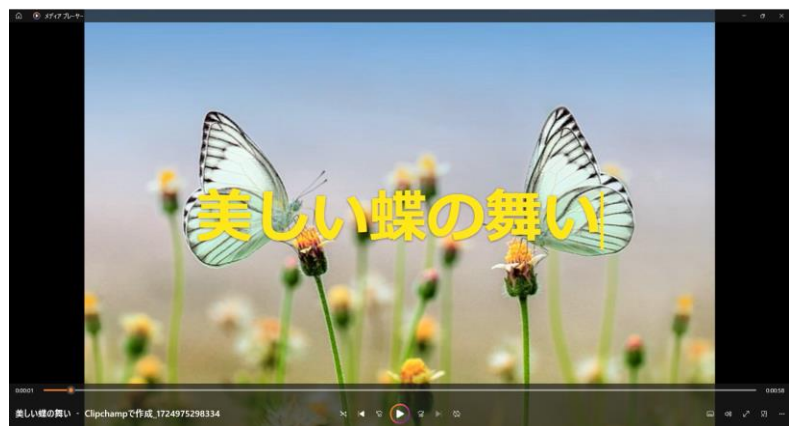 メディア プレーヤー
美しい蝶の舞い
0:00:01
0:00:58
美しい蝶の舞い - Clipchampで作成_1724975298334